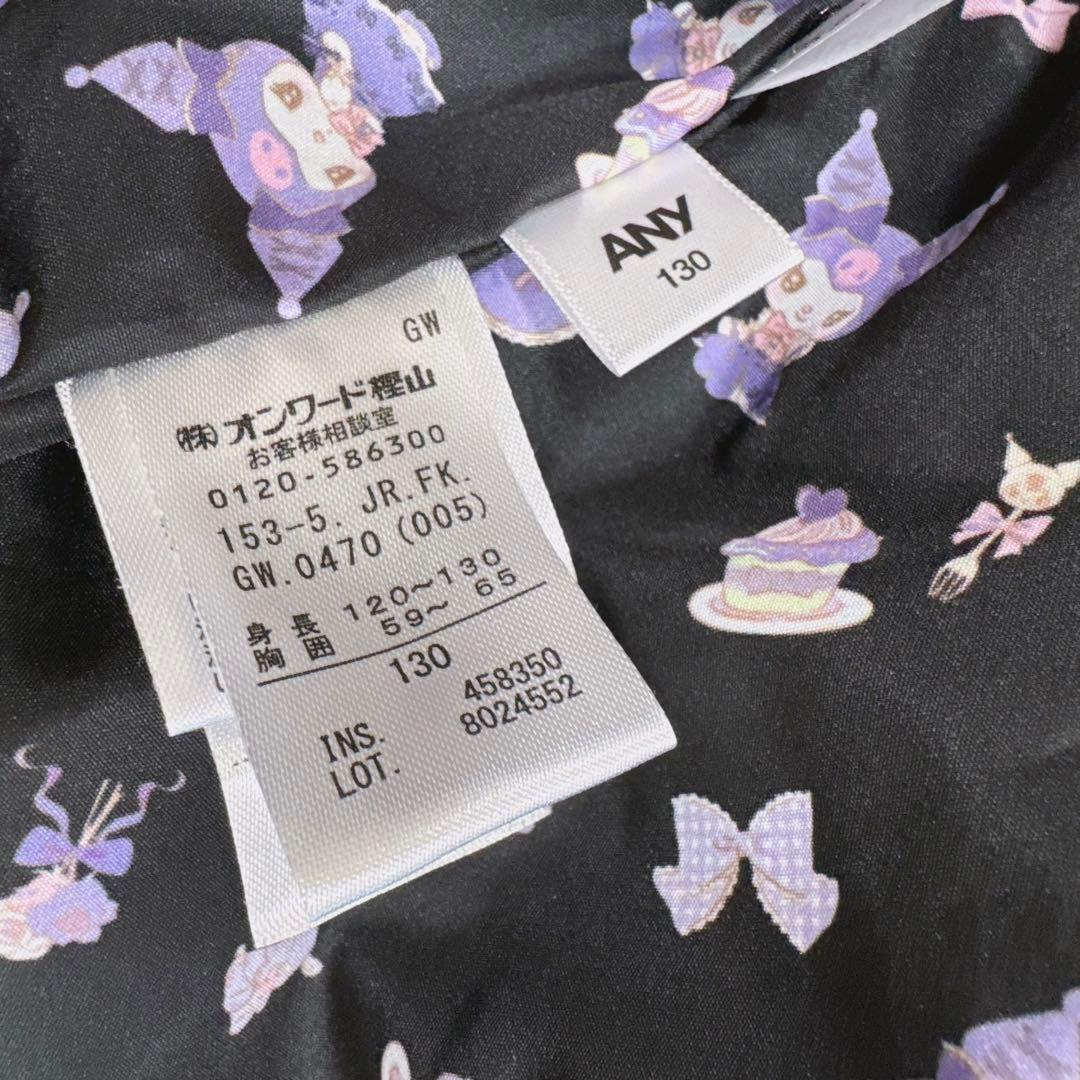 ANY
130
GW
㈱オンワード樫山
お客様相談室
0120-586300
153-5. JR.FK.
GW.0470(005)
身長 120〜130
胸囲 59〜 65
130
INS. 458350
LOT. 8024552